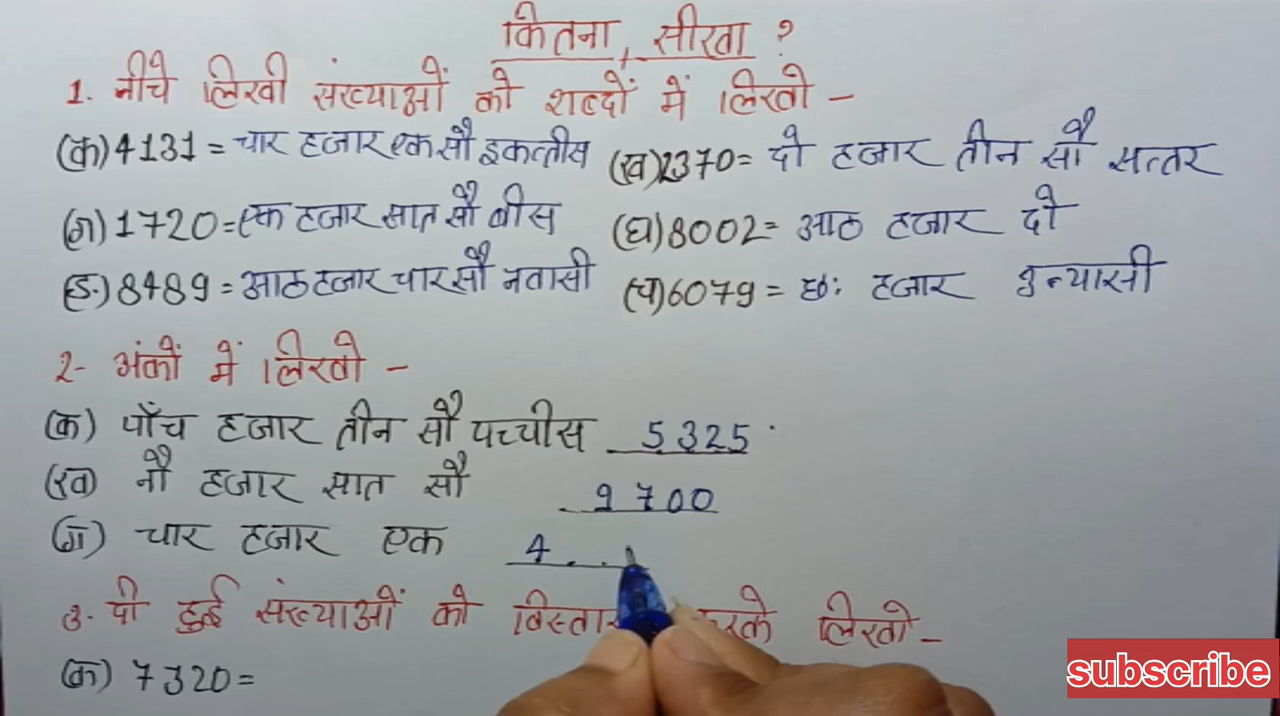 कितना सीखा ?
1. नीचे लिखी संख्याओं को शब्दों में लिखो -
(क) 4131 = चार हजार एक सौ इकत्तीस (ख) 2370 = दो हजार तीन सौ सत्तर
(ग) 1720 = एक हजार सात सौ बीस (घ) 8002 = आठ हजार दो
(ङ) 8489 = आठ हजार चार सौ नवासी (च) 6079 = छः हजार उन्यासी
2- अंकों में लिखो -
(क) पाँच हजार तीन सौ पच्चीस 5325
(ख) नौ हजार सात सौ 9700
(ग) चार हजार एक 4
3. दी हुई संख्याओं को लिखो -
(क) 7320 =
subscribe